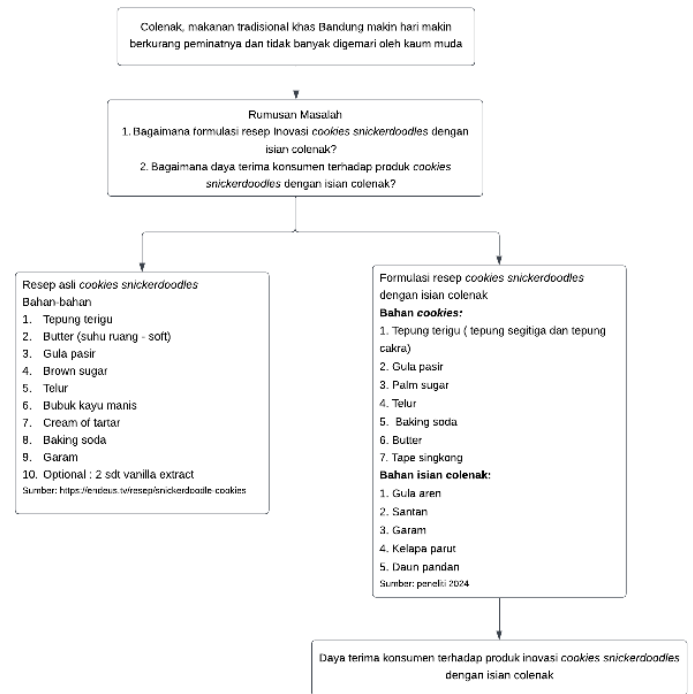 Colenak, makanan tradisional khas Bandung makin hari makin
berkurang peminatnya dan tidak banyak digemari oleh kaum muda
Rumusan Masalah
1. Bagaimana formulasi resep Inovasi cookies snickerdoodles dengan
isian colenak?
2. Bagaimana daya terima konsumen terhadap produk cookies
snickerdoodles dengan isian colenak?
Resep asli cookies snickerdoodles
Bahan-bahan
1. Tepung terigu
2. Butter (suhu ruang - soft)
3. Gula pasir
4. Brown sugar
5. Telur
6. Bubuk kayu manis
7. Cream of tartar
8. Baking soda
9. Garam
10. Optional : 2 sdt vanilla extract
Sumber: https://endeus.tv/resep/snickerdoodle-cookies
Formulasi resep cookies snickerdoodles
dengan isian colenak
Bahan cookies:
1. Tepung terigu ( tepung segitiga dan tepung
cakra)
2. Gula pasir
3. Palm sugar
4. Telur
5. Baking soda
6. Butter
7. Tape singkong
Bahan isian colenak:
1. Gula aren
2. Santan
3. Garam
4. Kelapa parut
5. Daun pandan
Sumber: peneliti 2024
Daya terima konsumen terhadap produk inovasi cookies snickerdoodles
dengan isian colenak